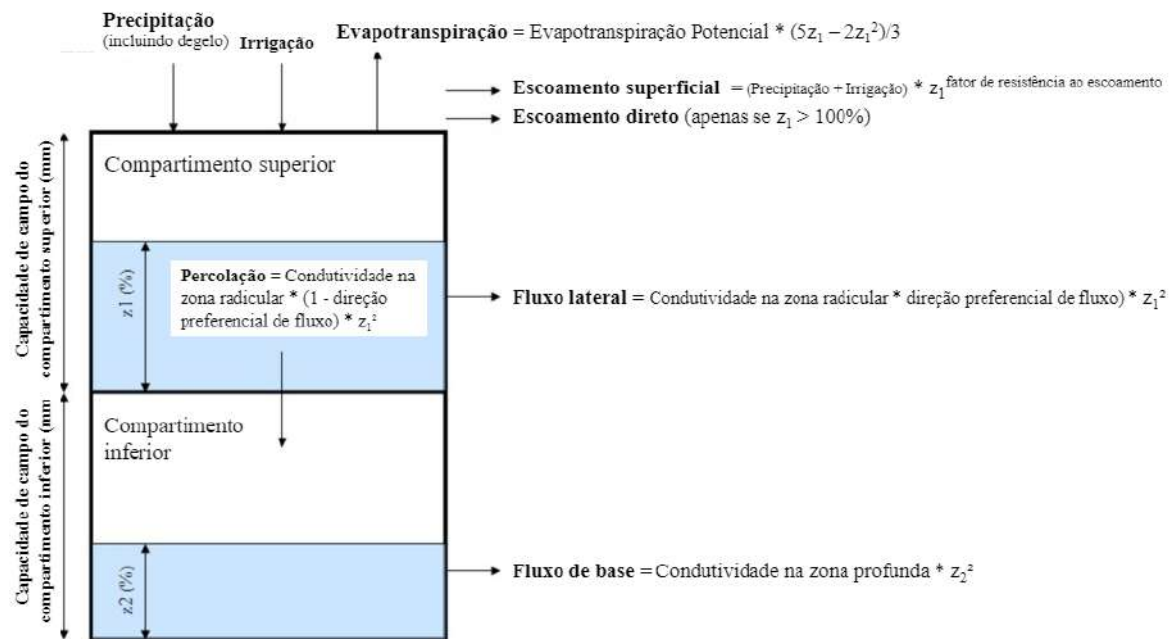 Precipitação
(incluindo degelo)
Irrigação
Evapotranspiração = Evapotranspiração Potencial * (5z₁ – 2z₁²)/3
Escoamento superficial = (Precipitação + Irrigação) * z₁^fator de resistência ao escoamento
Escoamento direto (apenas se z₁ > 100%)
Capacidade de campo do
compartimento superior (mm)
Compartimento superior
z1 (%)
Percolação = Condutividade na
zona radicular * (1 - direção
preferencial de fluxo) * z₁²
Fluxo lateral = Condutividade na zona radicular * direção preferencial de fluxo) * z₁²
Capacidade de campo do
compartimento inferior (mm
Compartimento
inferior
z2 (%)
Fluxo de base = Condutividade na zona profunda * z₂²